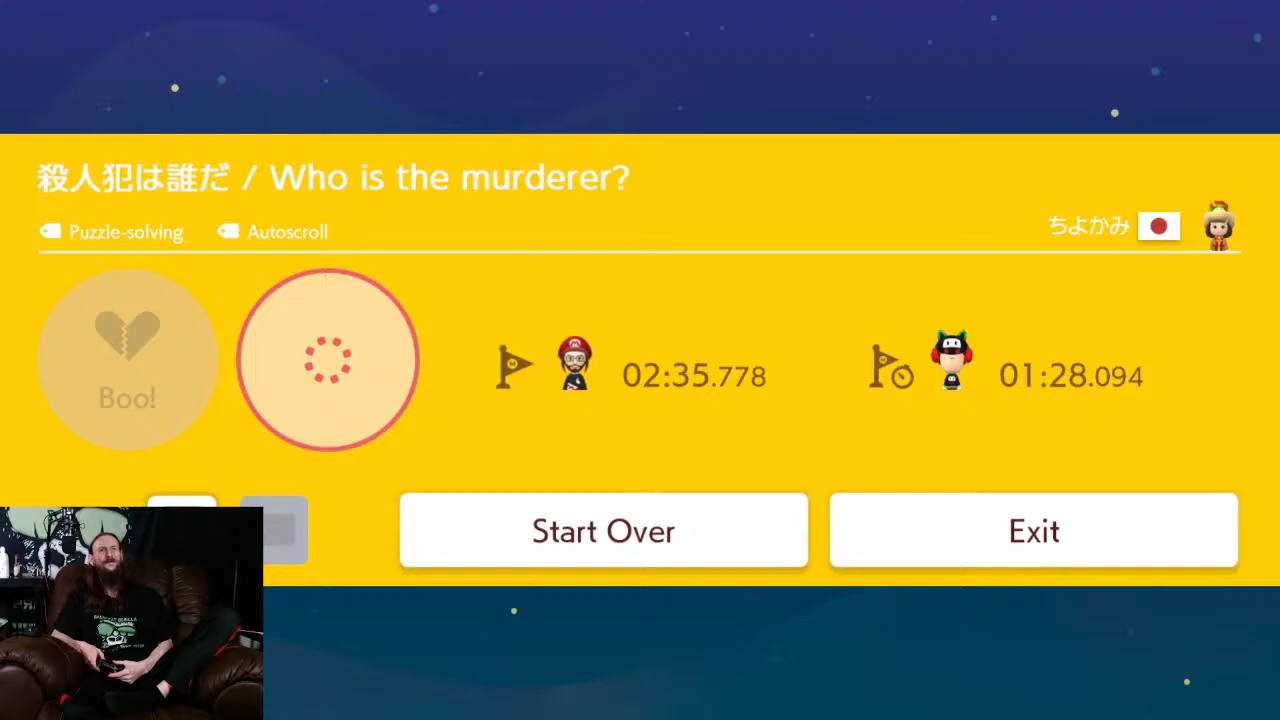 殺人犯は誰だ / Who is the murderer?
Puzzle-solving Autoscroll
ちよかみ
Boo!
02:35.778
01:28.094
Start Over
Exit